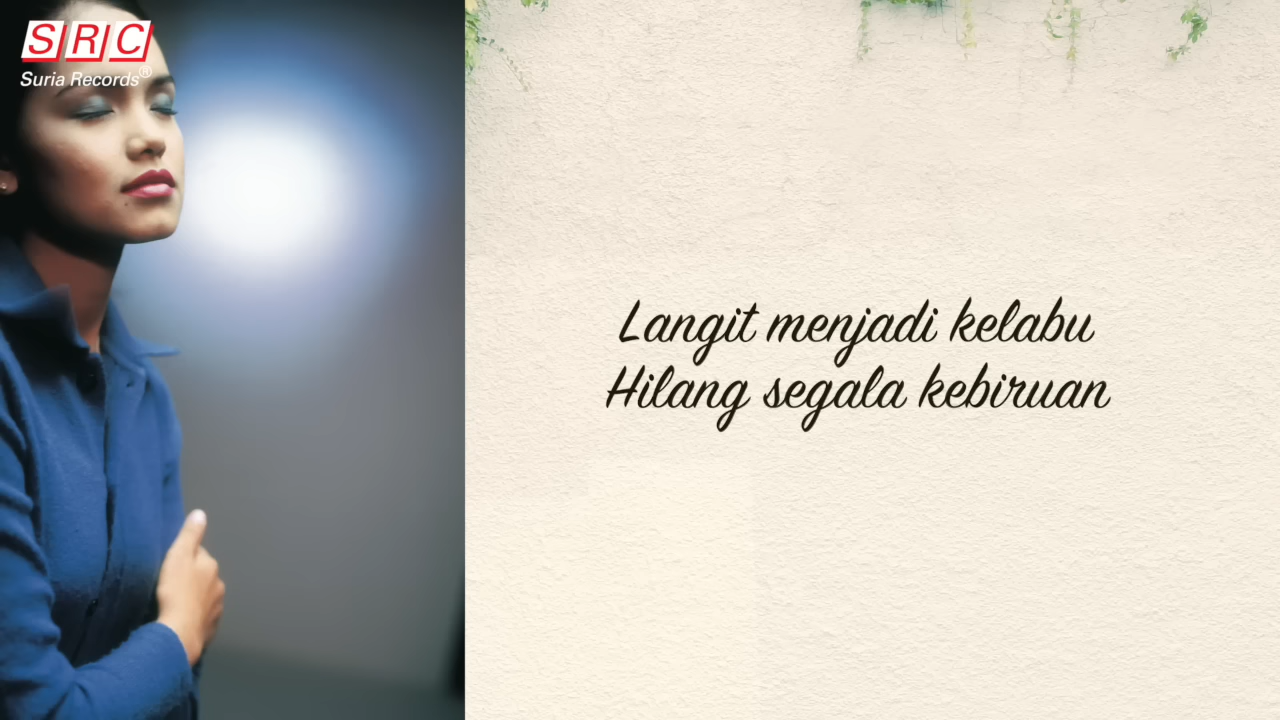 SRC
Suria Records®
Langit menjadi kelabu
Hilang segala kebiruan